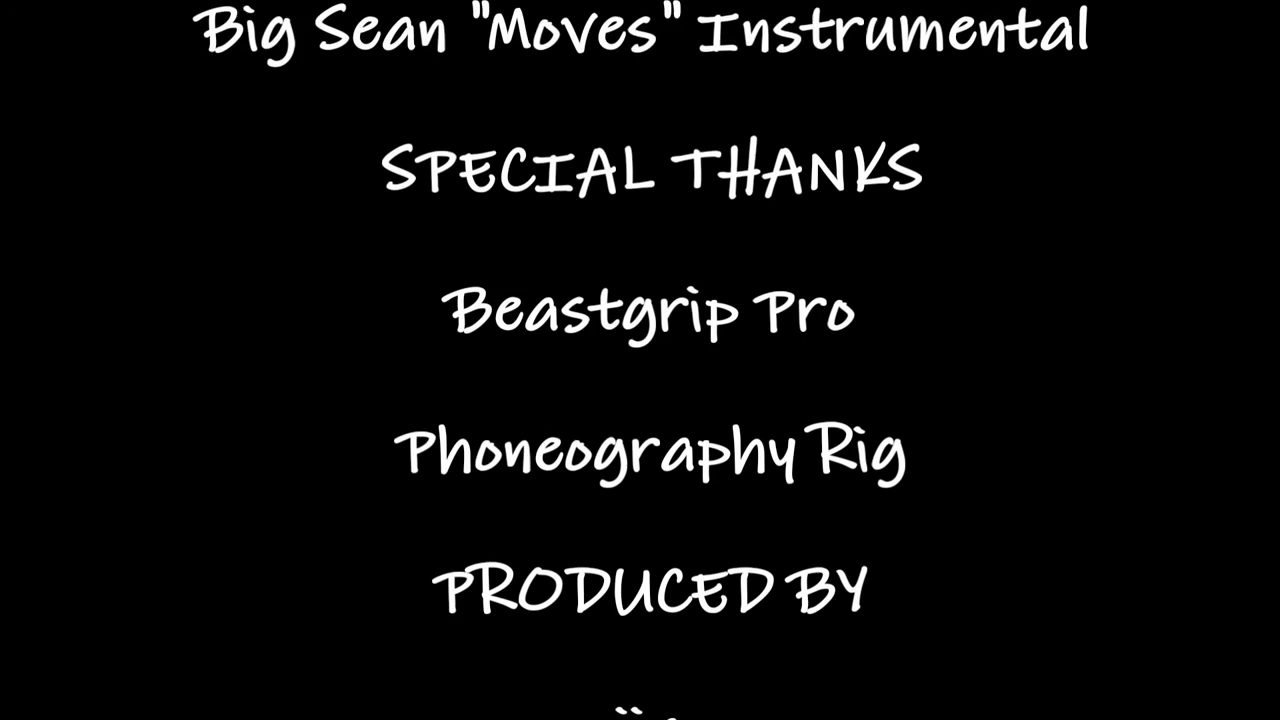 Big Sean "Moves" Instrumental
SPECIAL THANKS
Beastgrip Pro
Phoneography Rig
PRODUCED BY